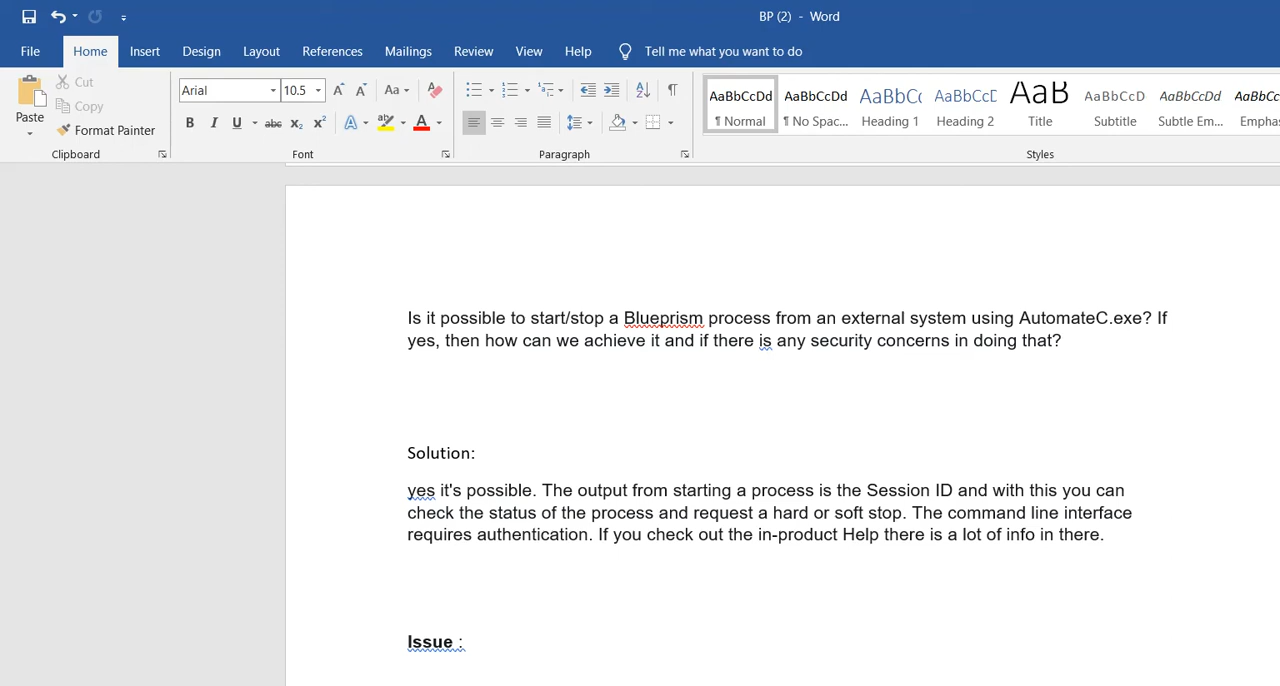 BP (2) - Word
File Home Insert Design Layout References Mailings Review View Help Tell me what you want to do
Paste
Cut
Copy
Format Painter
Clipboard
Arial 10.5
Font
Paragraph
AaBbCcDd AaBbCcDd AaBbCc AaBbCcD AaB AaBbCcD AaBbCcDd AaBbCc
¶ Normal ¶ No Spac... Heading 1 Heading 2 Title Subtitle Subtle Em... Emphas
Styles
Is it possible to start/stop a Blueprism process from an external system using AutomateC.exe? If
yes, then how can we achieve it and if there is any security concerns in doing that?
Solution:
yes it's possible. The output from starting a process is the Session ID and with this you can
check the status of the process and request a hard or soft stop. The command line interface
requires authentication. If you check out the in-product Help there is a lot of info in there.
Issue :